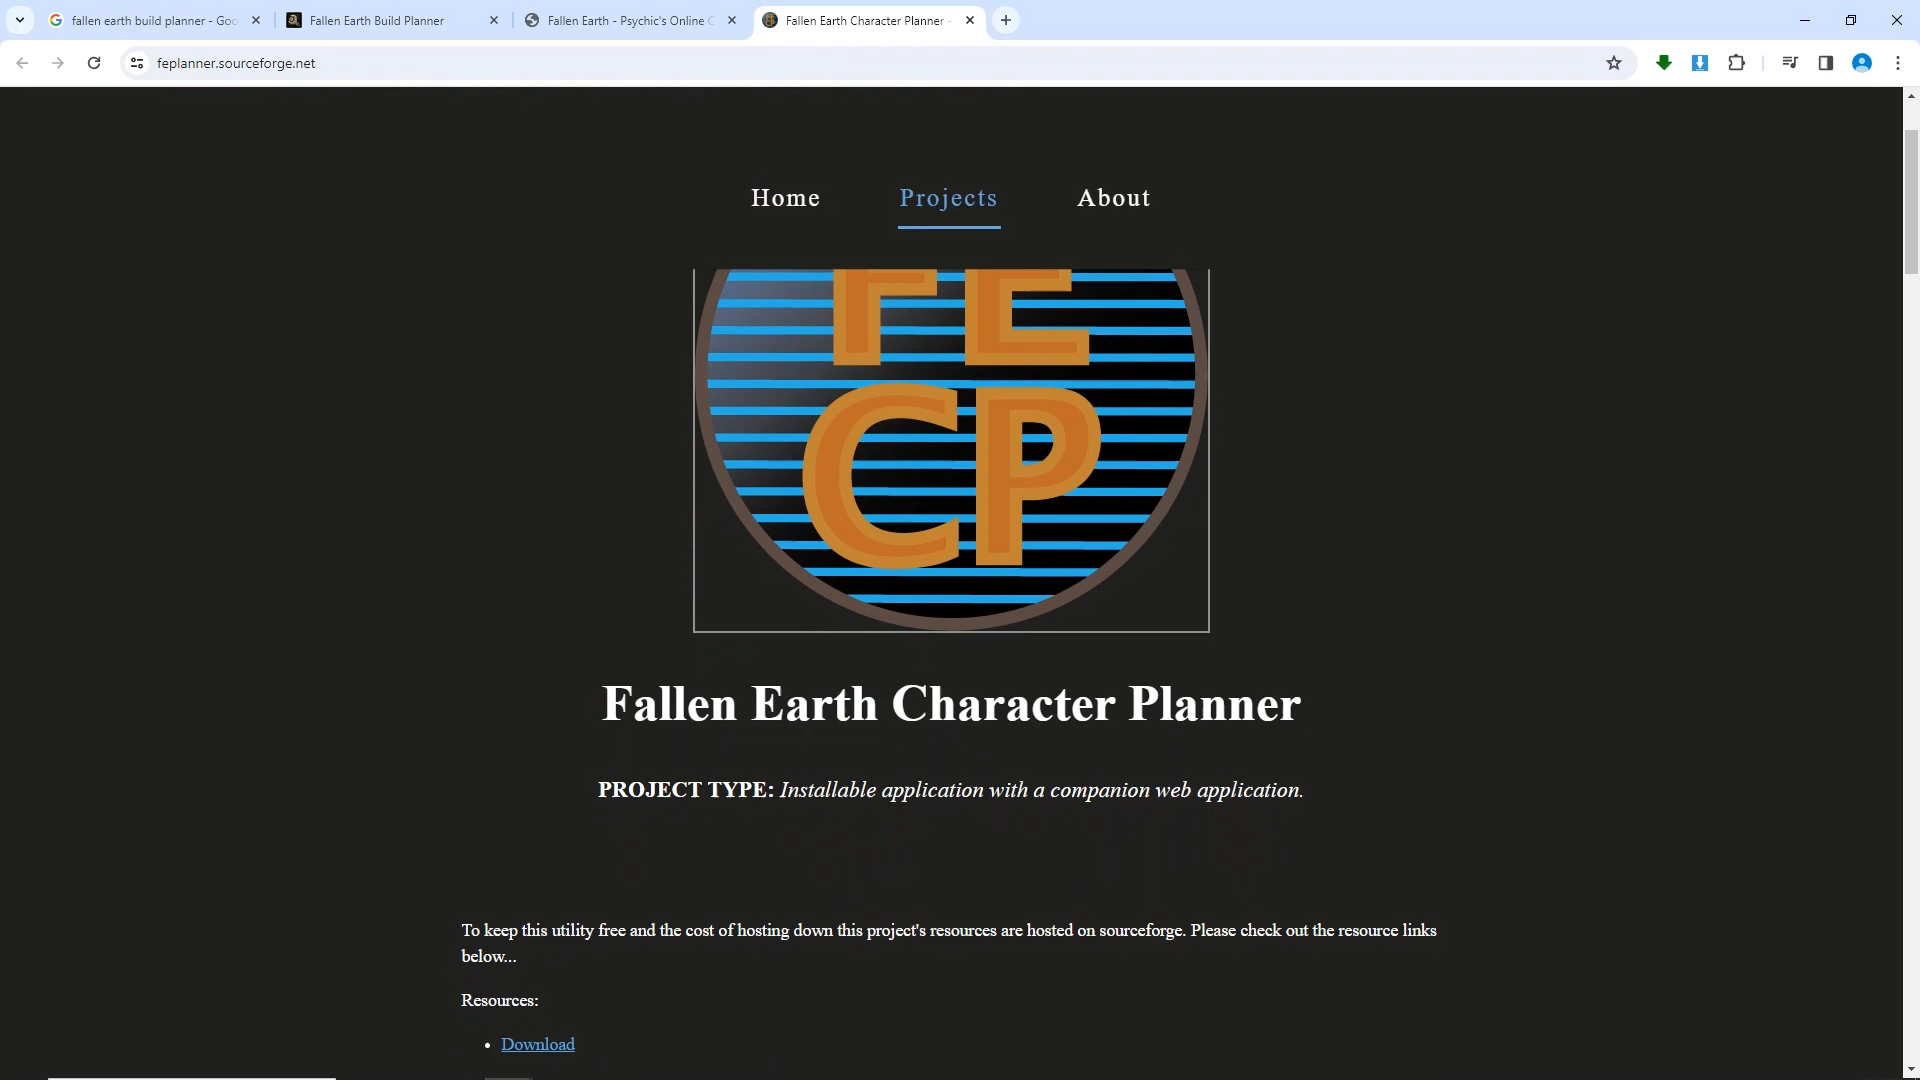 fallen earth build planner - Goo
Fallen Earth Build Planner
Fallen Earth - Psychic's Online C
Fallen Earth Character Planner -
feplanner.sourceforge.net
Home
Projects
About
FE
CP
Fallen Earth Character Planner
PROJECT TYPE: Installable application with a companion web application.
To keep this utility free and the cost of hosting down this project's resources are hosted on sourceforge. Please check out the resource links
below...
Resources:
• Download